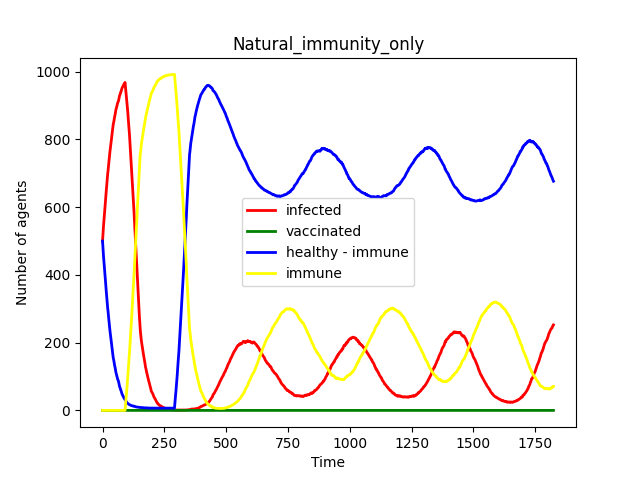 Natural_immunity_only
1000
800
600
400
200
0
Number of agents
infected
vaccinated
healthy - immune
immune
0 250 500 750 1000 1250 1500 1750
Time